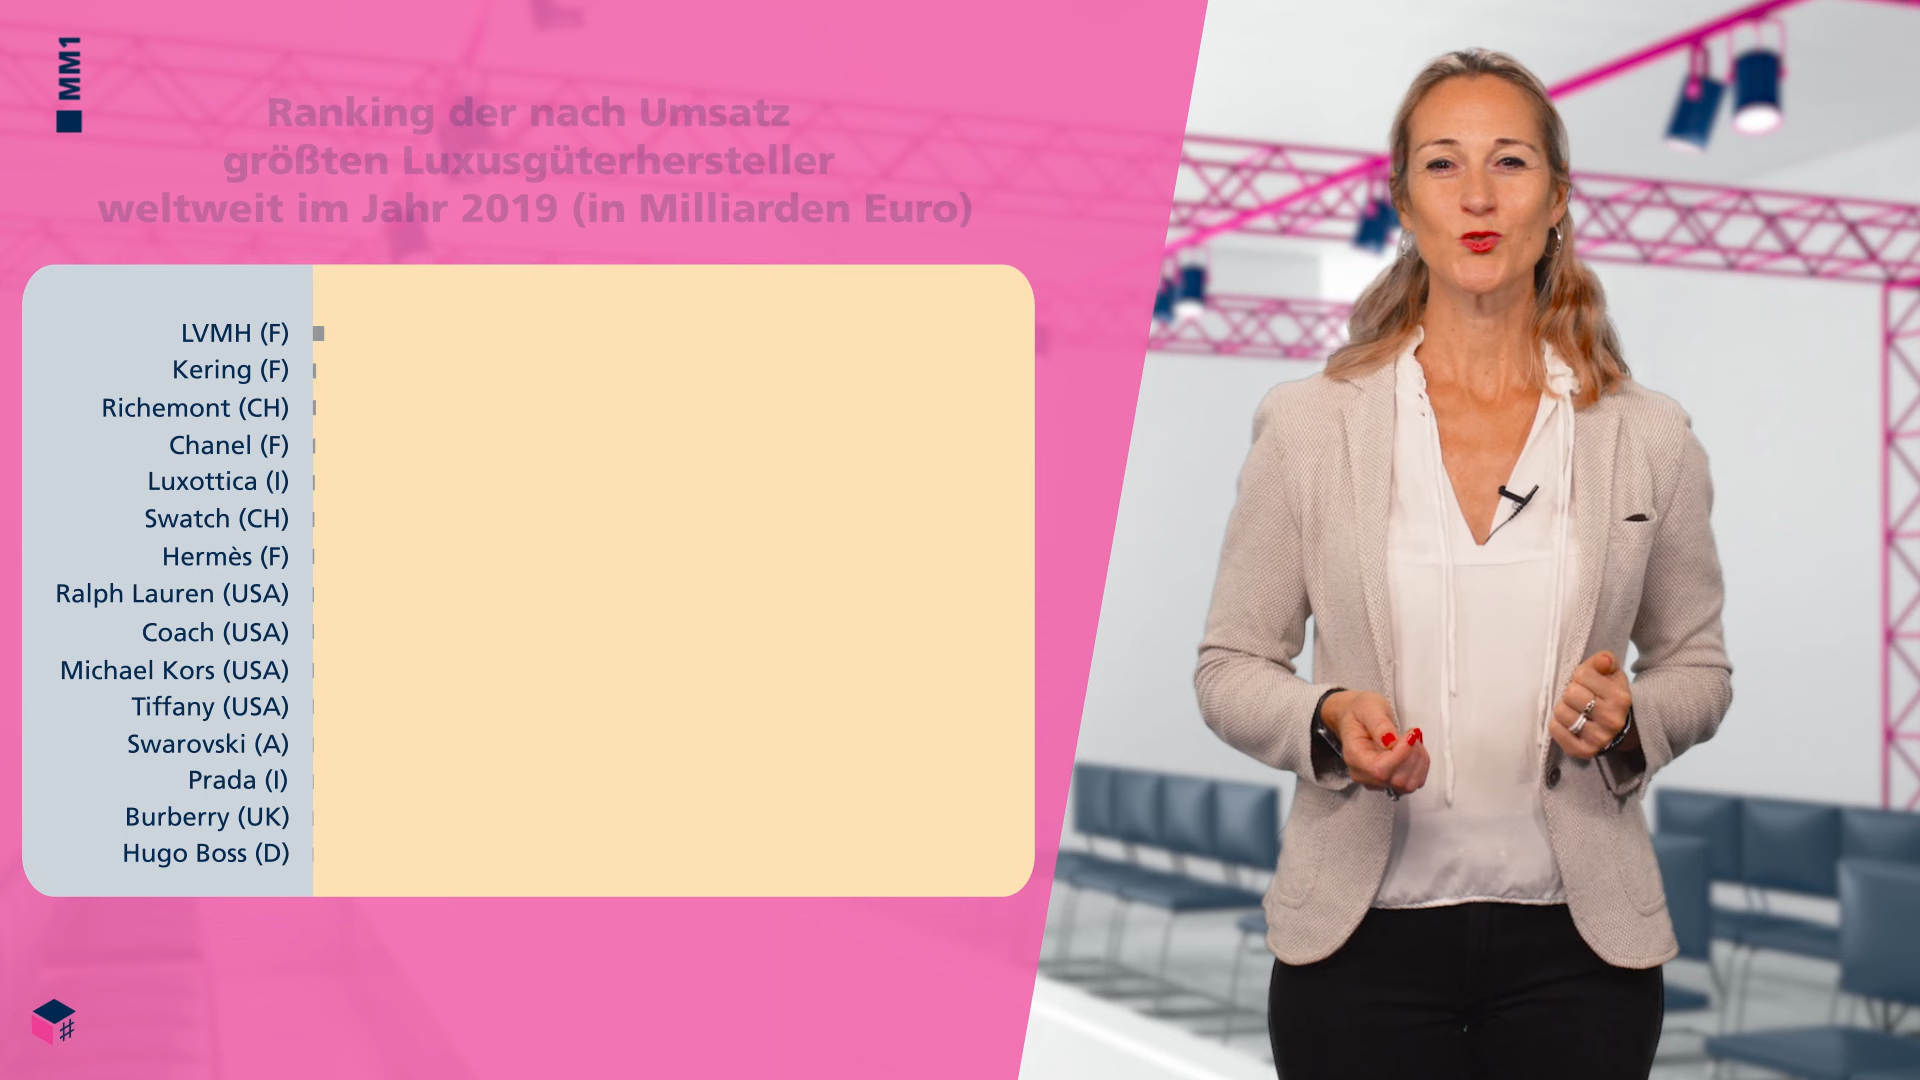 MM1
Ranking der nach Umsatz
größten Luxusgüterhersteller
weltweit im Jahr 2019 (in Milliarden Euro)
LVMH (F)
Kering (F)
Richemont (CH)
Chanel (F)
Luxottica (I)
Swatch (CH)
Hermès (F)
Ralph Lauren (USA)
Coach (USA)
Michael Kors (USA)
Tiffany (USA)
Swarovski (A)
Prada (I)
Burberry (UK)
Hugo Boss (D)
#